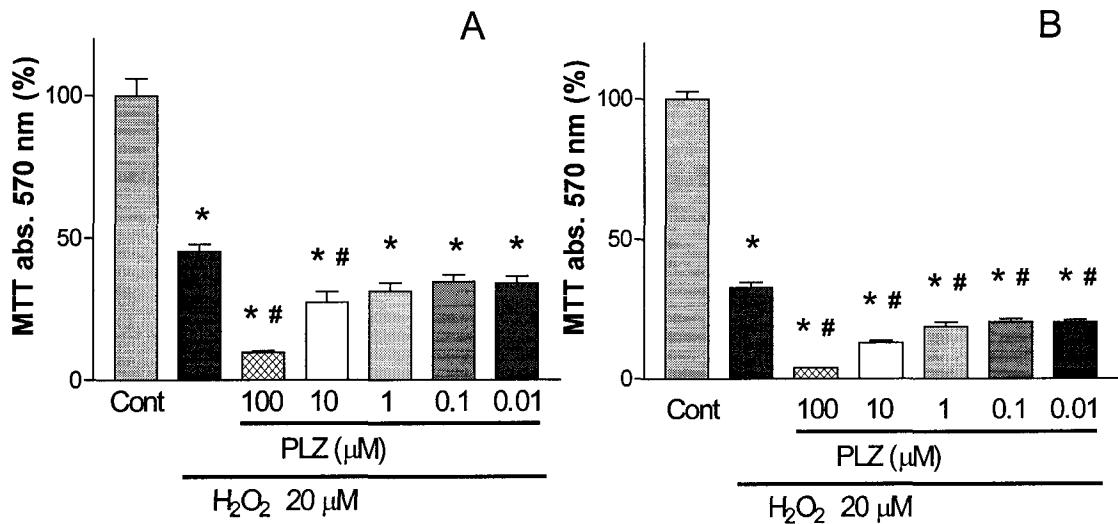 A
MTT abs. 570 nm (%)
100
50
0
*
* #
* #
*
*
*
Cont
100 10 1 0.1 0.01
PLZ (μM)
H₂O₂ 20 μM
B
MTT abs. 570 nm (%)
100
50
0
*
* #
* #
* #
* #
* #
Cont
100 10 1 0.1 0.01
PLZ (μM)
H₂O₂ 20 μM